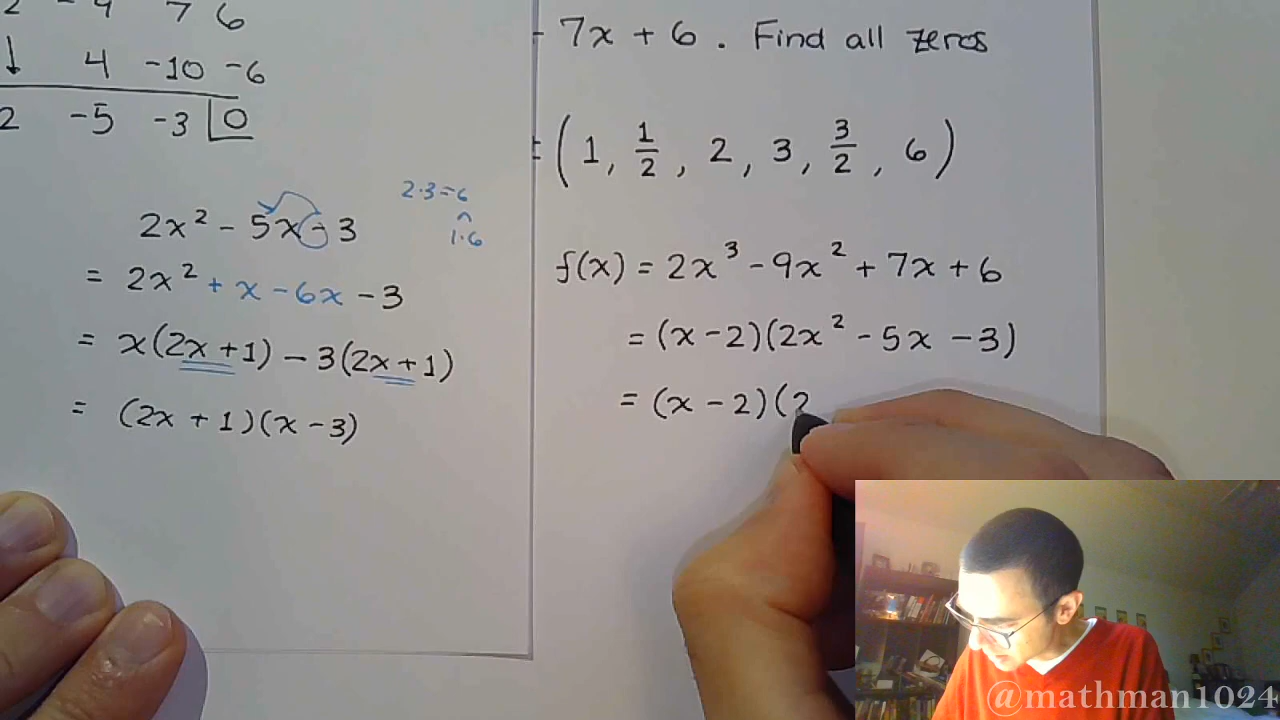 2 -9 7 6
↓ 4 -10 -6
2 -5 -3 0
2·3=6
^
1·6
2x² - 5x - 3
= 2x² + x - 6x - 3
= x(2x + 1) - 3(2x + 1)
= (2x + 1)(x - 3)
- 7x + 6. Find all zeros
= (1, 1/2, 2, 3, 3/2, 6)
f(x) = 2x³ - 9x² + 7x + 6
= (x - 2)(2x² - 5x - 3)
= (x - 2)(2
@mathman1024